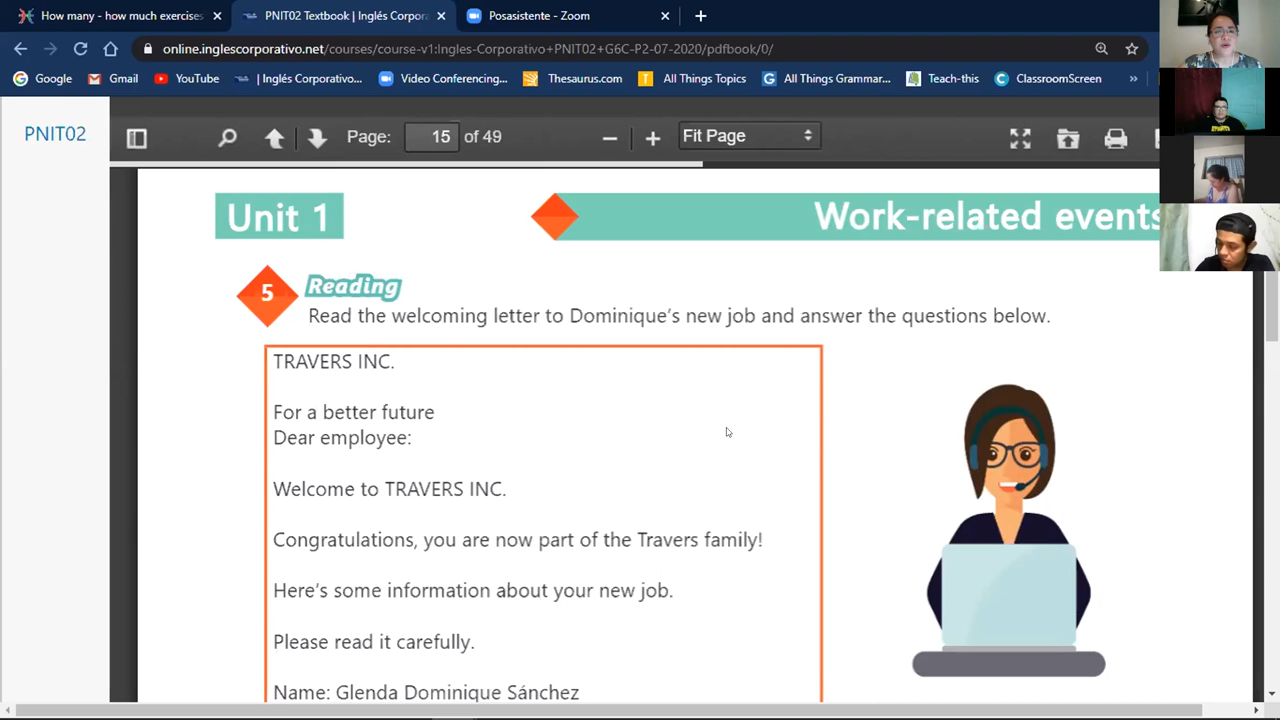 How many - how much exercises
PNIT02 Textbook | Inglés Corpora
Posasistente - Zoom
online.inglescorporativo.net/courses/course-v1:Ingles-Corporativo+PNIT02+G6C-P2-07-2020/pdfbook/0/
Google
Gmail
YouTube
| Inglés Corporativo...
Video Conferencing...
Thesaurus.com
All Things Topics
All Things Grammar...
Teach-this
ClassroomScreen
»
PNIT02
Page: 15 of 49
Fit Page
Unit 1
Work-related events
5
Reading
Read the welcoming letter to Dominique's new job and answer the questions below.
TRAVERS INC.
For a better future
Dear employee:
Welcome to TRAVERS INC.
Congratulations, you are now part of the Travers family!
Here's some information about your new job.
Please read it carefully.
Name: Glenda Dominique Sánchez